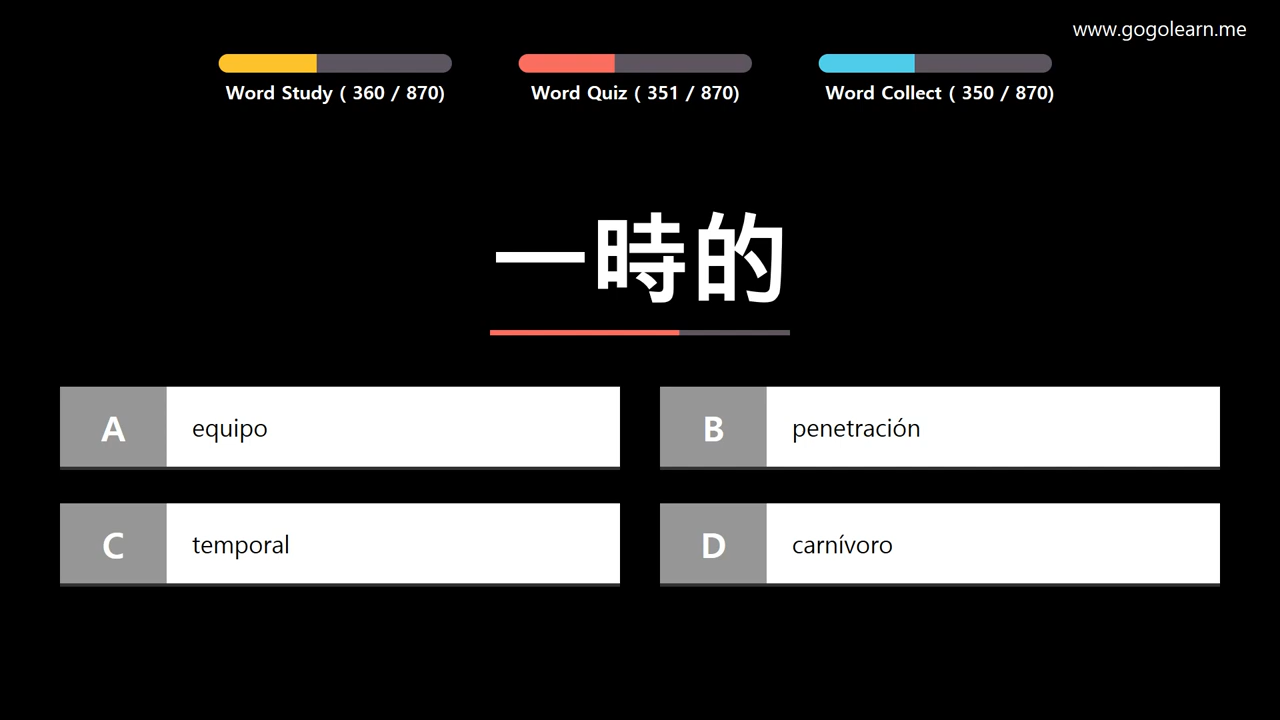 www.gogolearn.me
Word Study ( 360 / 870)
Word Quiz ( 351 / 870)
Word Collect ( 350 / 870)
一時的
A equipo
B penetración
C temporal
D carnívoro